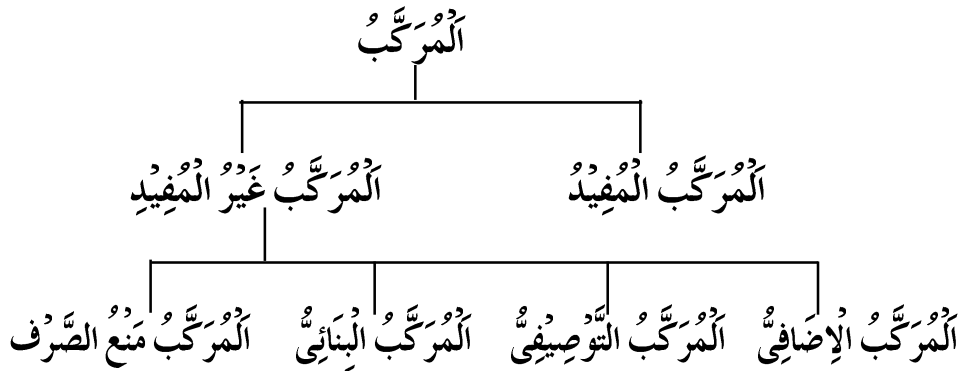 اَلْمُرَكَّبُ
اَلْمُرَكَّبُ الْمُفِيْدُ
اَلْمُرَكَّبُ غَيْرُ الْمُفِيْدِ
اَلْمُرَكَّبُ الْاِضَافِىُّ
اَلْمُرَكَّبُ التَّوْصِيْفِىُّ
اَلْمُرَكَّبُ الْبِنَائِىُّ
اَلْمُرَكَّبُ مَنْعُ الصَّرْف